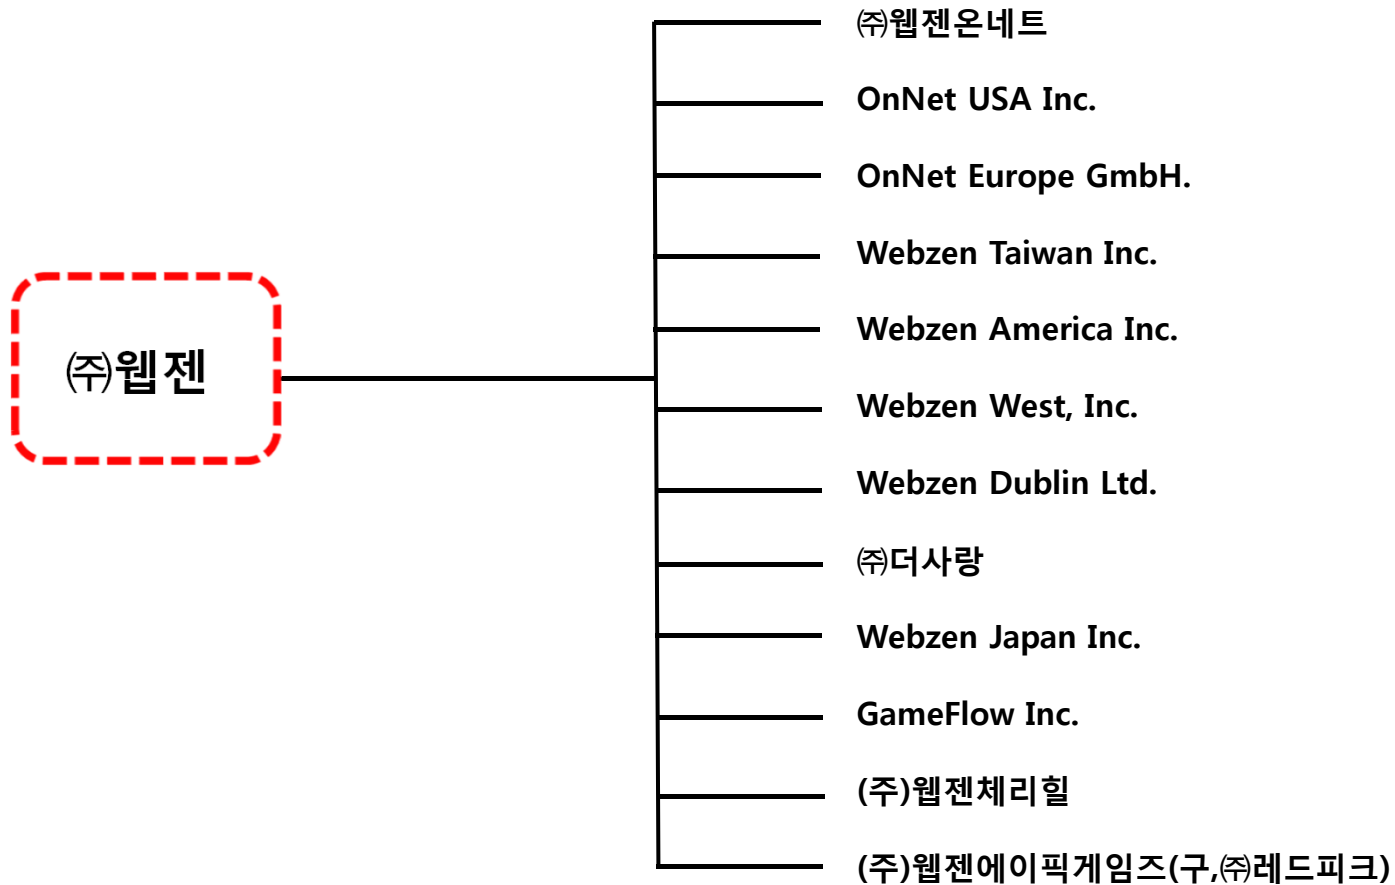 ㈜웹젠온네트
OnNet USA Inc.
OnNet Europe GmbH.
Webzen Taiwan Inc.
Webzen America Inc.
㈜웹젠
Webzen West, Inc.
Webzen Dublin Ltd.
㈜더사랑
Webzen Japan Inc.
GameFlow Inc.
(주)웹젠체리힐
(주)웹젠에이픽게임즈(구,㈜레드피크)